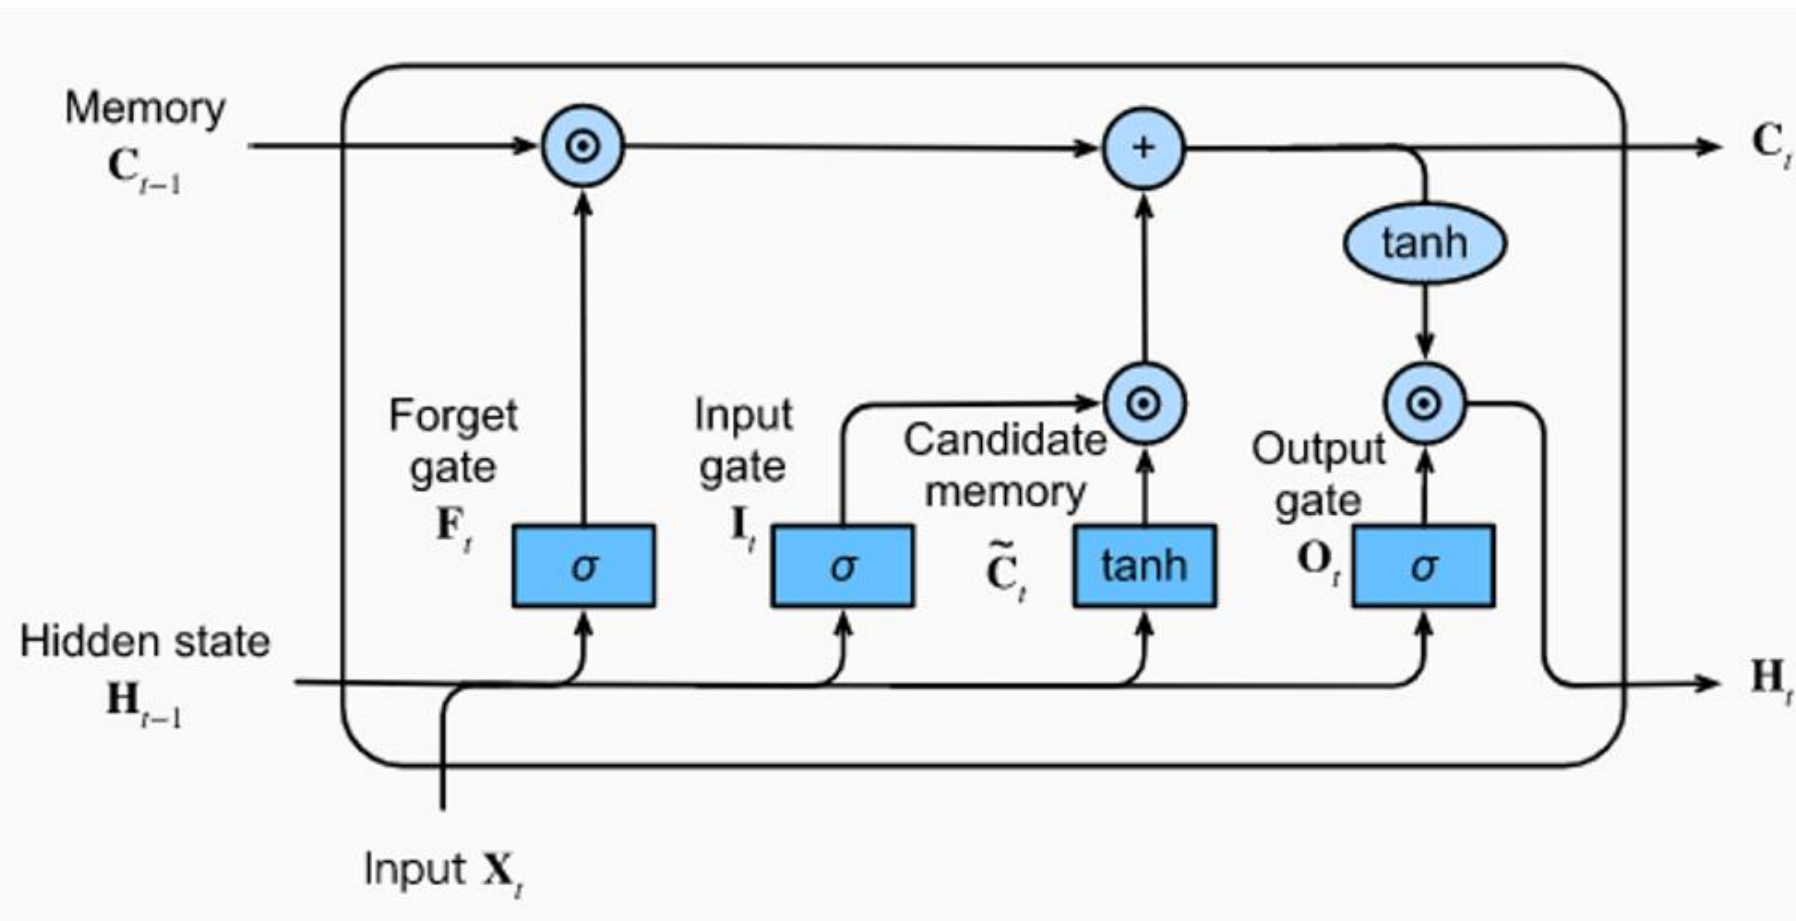 Memory
C_{t-1}
⊙
+
C_t
tanh
Forget
gate
F_t
Input
gate
I_t
⊙
Candidate
memory
C̃_t
Output
gate
O_t
⊙
σ
σ
tanh
σ
Hidden state
H_{t-1}
H_t
Input X_t